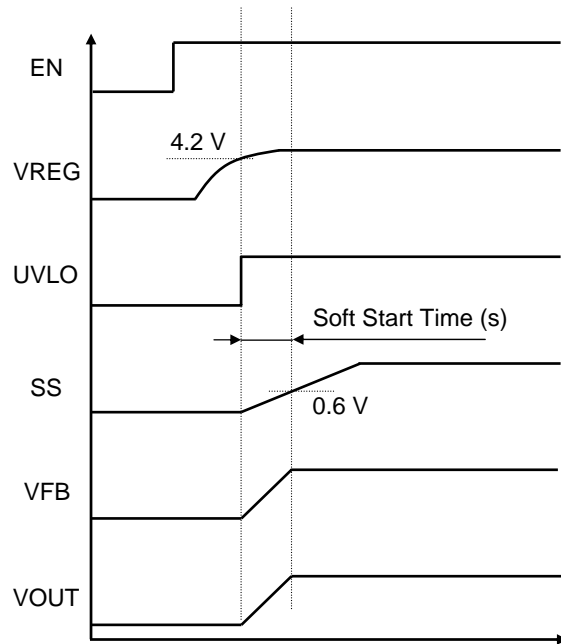 EN
4.2 V
VREG
UVLO
Soft Start Time (s)
SS
0.6 V
VFB
VOUT